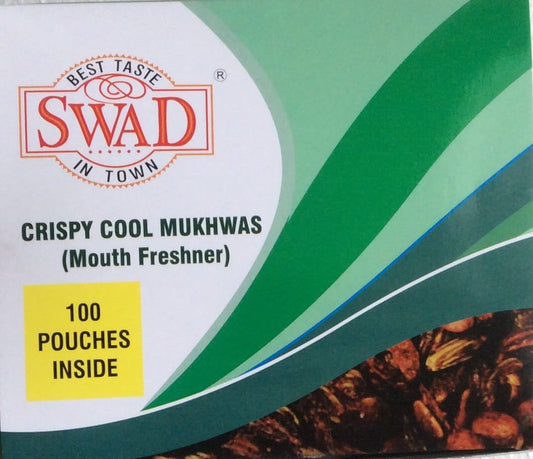 BEST TASTE
SWAD
®
IN TOWN
CRISPY COOL MUKHWAS
(Mouth Freshner)
100
POUCHES
INSIDE